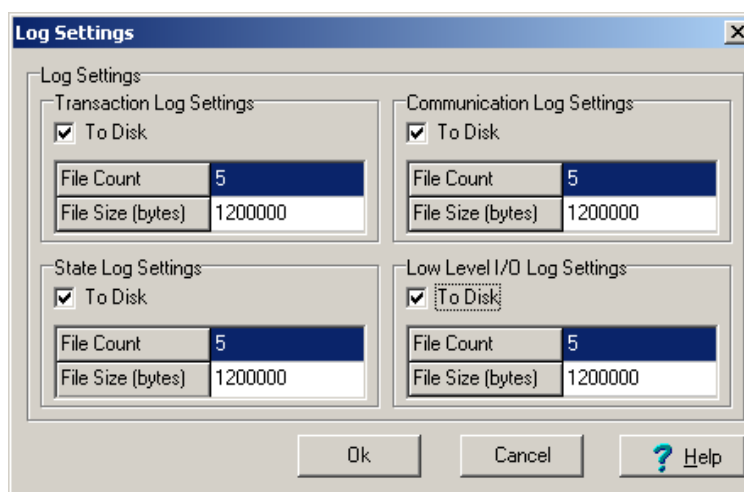 Log Settings
Log Settings
Transaction Log Settings
To Disk
File Count 5
File Size (bytes) 1200000
Communication Log Settings
To Disk
File Count 5
File Size (bytes) 1200000
State Log Settings
To Disk
File Count 5
File Size (bytes) 1200000
Low Level I/O Log Settings
To Disk
File Count 5
File Size (bytes) 1200000
Ok Cancel ? Help